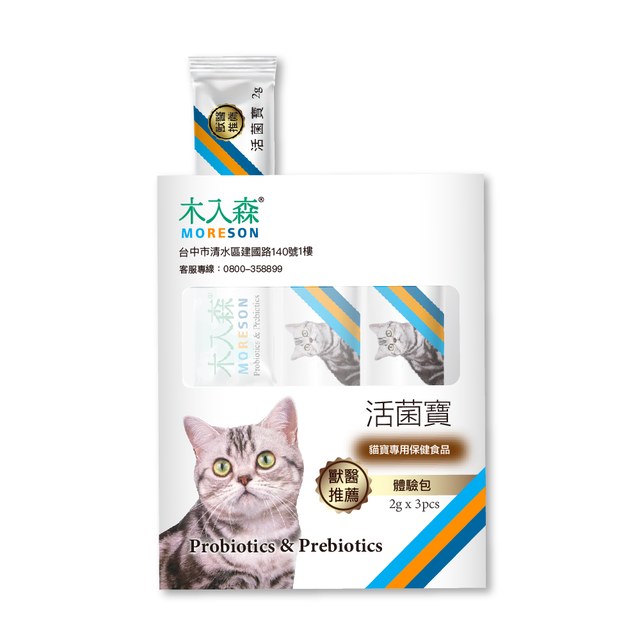 獸醫
推薦
活菌寶 2g
木入森®
MORESON
台中市清水區建國路140號1樓
客服專線：0800-358899
木入森
MORESON
Probiotics & Prebiotics
活菌寶
貓寶專用保健食品
獸醫
推薦
體驗包
2g x 3pcs
Probiotics & Prebiotics